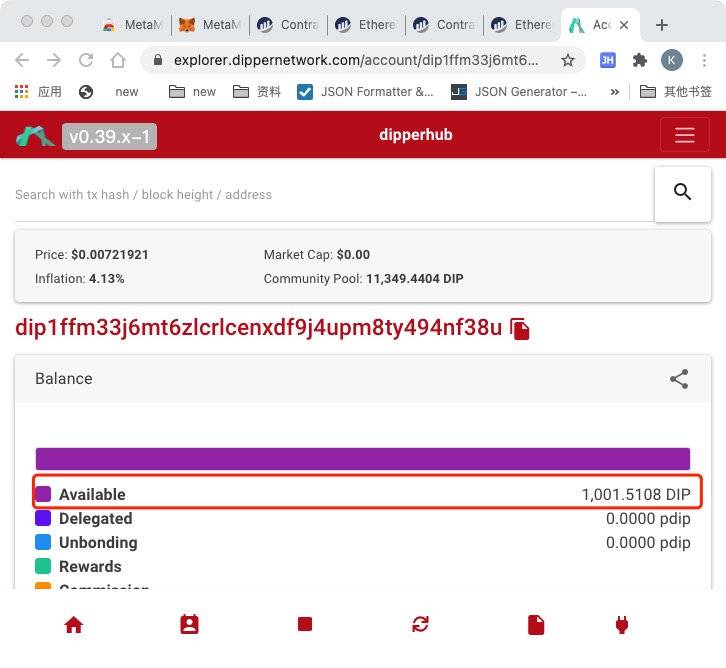 MetaM
MetaM
Contra
Ethere
Contra
Ethere
Acc
explorer.dippernetwork.com/account/dip1ffm33j6mt6...
JH
K
应用
new
new
资料
JSON Formatter &...
JS
JSON Generator –...
»
其他书签
v0.39.x-1
dipperhub
Search with tx hash / block height / address
Price: $0.00721921
Market Cap: $0.00
Inflation: 4.13%
Community Pool: 11,349.4404 DIP
dip1ffm33j6mt6zlcrlcenxdf9j4upm8ty494nf38u
Balance
Available 1,001.5108 DIP
Delegated 0.0000 pdip
Unbonding 0.0000 pdip
Rewards
Commission